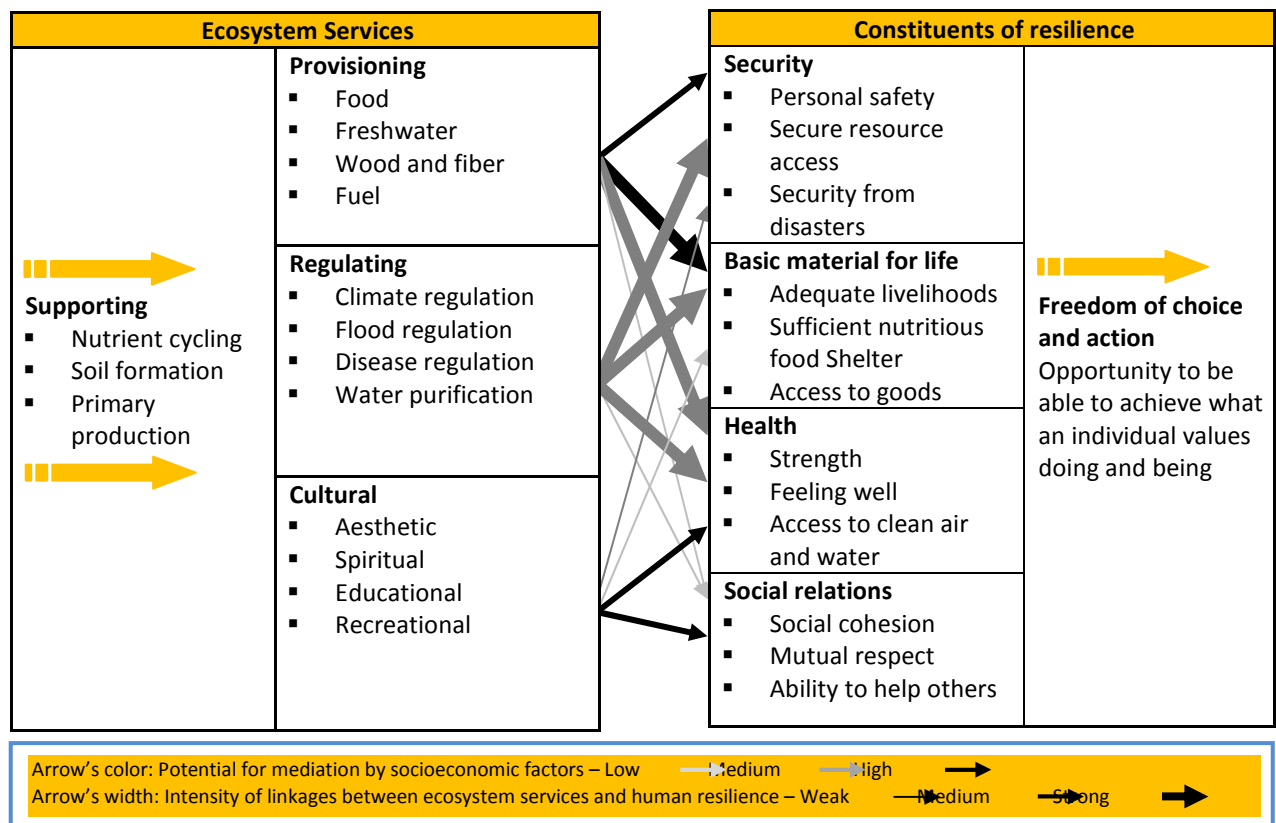 Ecosystem Services
Supporting
▪ Nutrient cycling
▪ Soil formation
▪ Primary
production
Provisioning
▪ Food
▪ Freshwater
▪ Wood and fiber
▪ Fuel
Regulating
▪ Climate regulation
▪ Flood regulation
▪ Disease regulation
▪ Water purification
Cultural
▪ Aesthetic
▪ Spiritual
▪ Educational
▪ Recreational
Constituents of resilience
Security
▪ Personal safety
▪ Secure resource
access
▪ Security from
disasters
Basic material for life
▪ Adequate livelihoods
▪ Sufficient nutritious
food Shelter
▪ Access to goods
Health
▪ Strength
▪ Feeling well
▪ Access to clean air
and water
Social relations
▪ Social cohesion
▪ Mutual respect
▪ Ability to help others
Freedom of choice
and action
Opportunity to be
able to achieve what
an individual values
doing and being
Arrow's color: Potential for mediation by socioeconomic factors – Low Medium High
Arrow's width: Intensity of linkages between ecosystem services and human resilience – Weak Medium Strong